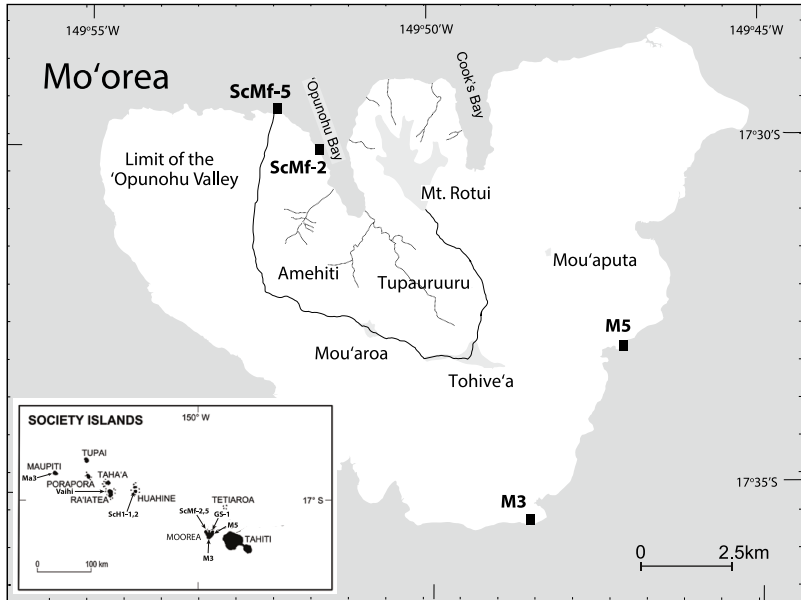 149°55'W
149°50'W
149°45'W
Mo‘orea
ScMf-5
‘Opunohu Bay
Cook's Bay
17°30'S
Limit of the
‘Opunohu Valley
ScMf-2
Mt. Rotui
Amehiti
Tupauruuru
Mou‘aputa
M5
Mou‘aroa
Tohive‘a
17°35'S
M3
0
2.5km
SOCIETY ISLANDS
150° W
TUPAI
MAUPITI
Ma3
PORAPORA
TAHA'A
Vaihi
RA'IATEA
HUAHINE
ScH1-1,2
17° S
TETIAROA
ScMf-2,5
GS-1
M5
MOOREA
TAHITI
M3
0
100 km